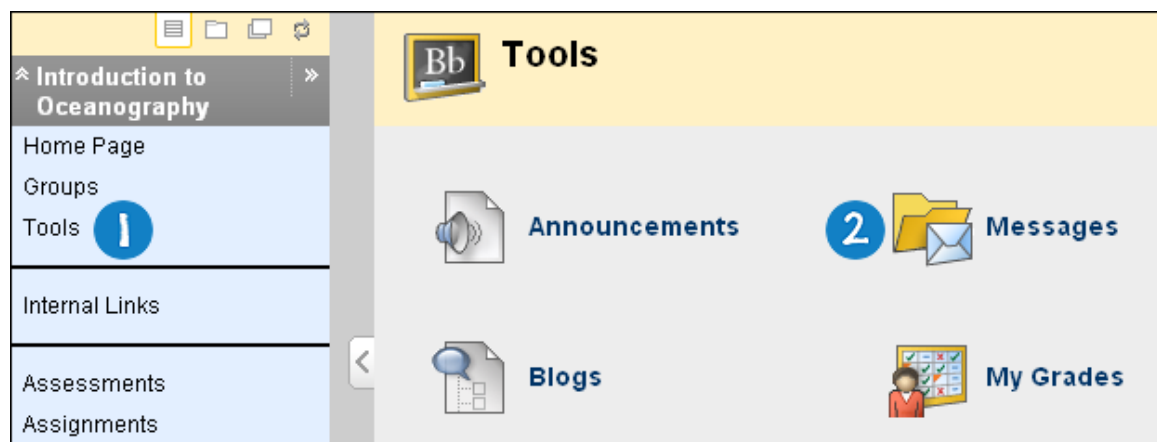 Introduction to
Oceanography
Home Page
Groups
Tools 1
Internal Links
Assessments
Assignments
Bb Tools
Announcements
2 Messages
Blogs
My Grades